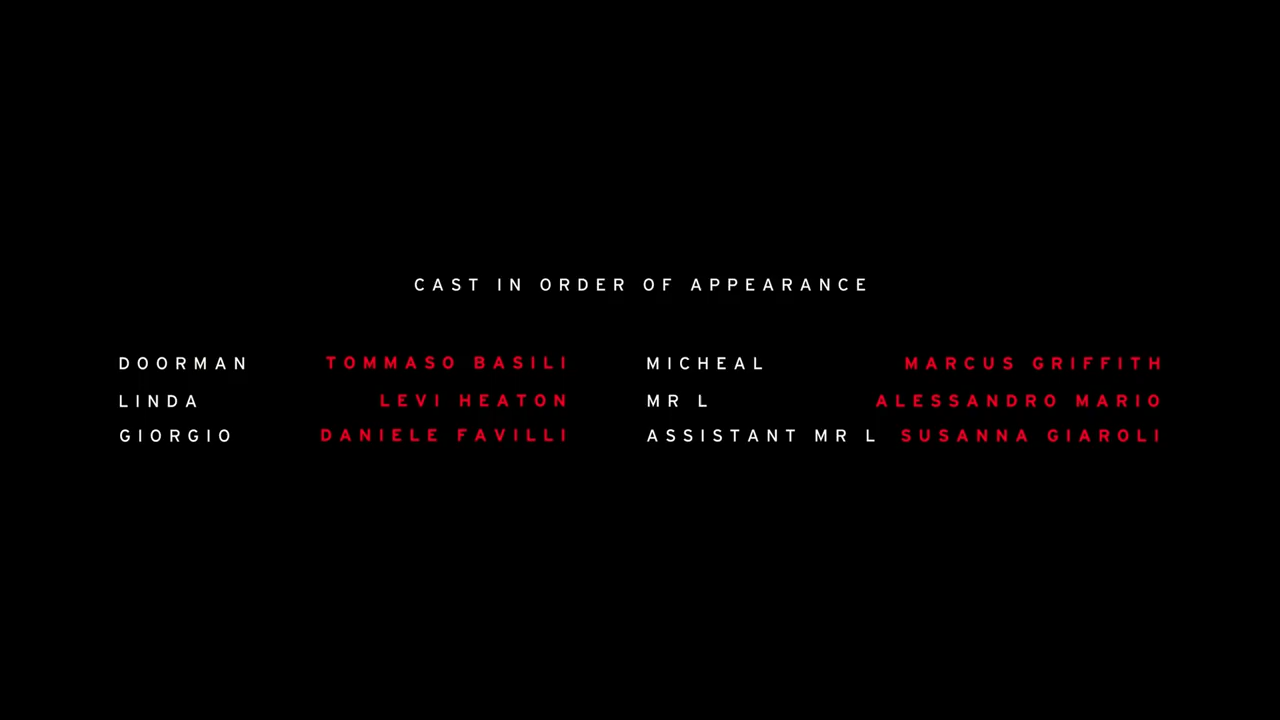 CAST IN ORDER OF APPEARANCE
DOORMAN TOMMASO BASILI
LINDA LEVI HEATON
GIORGIO DANIELE FAVILLI
MICHEAL MARCUS GRIFFITH
MR L ALESSANDRO MARIO
ASSISTANT MR L SUSANNA GIAROLI